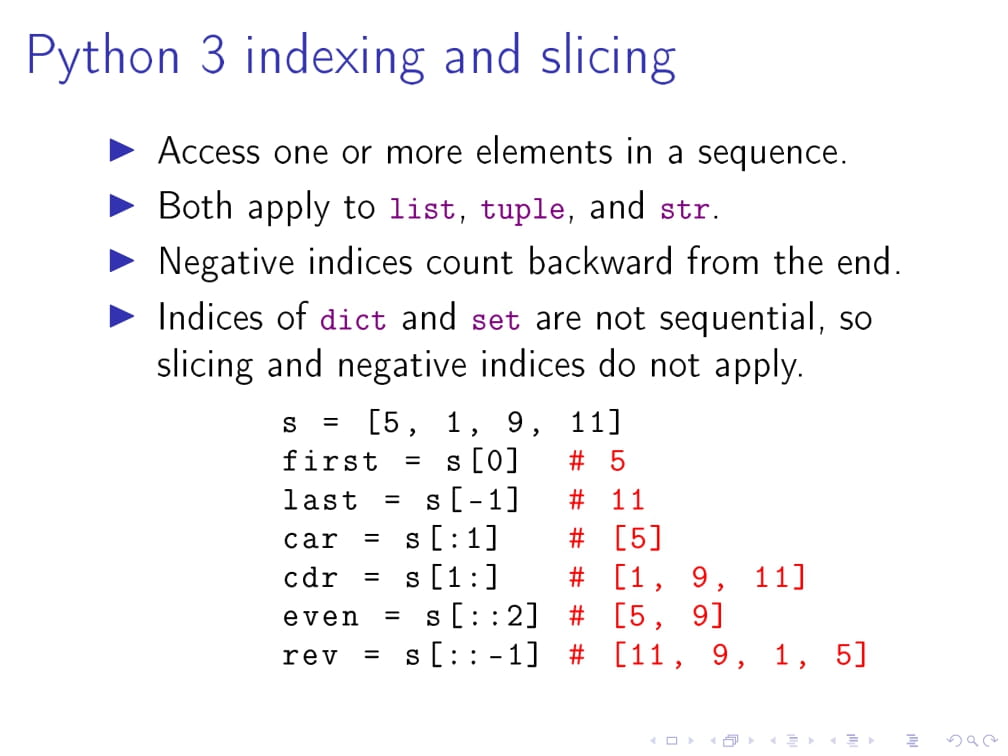 Python 3 indexing and slicing
Access one or more elements in a sequence.
Both apply to list, tuple, and str.
Negative indices count backward from the end.
Indices of dict and set are not sequential, so
slicing and negative indices do not apply.
s = [5, 1, 9, 11]
first = s[0] # 5
last = s[-1] # 11
car = s[:1] # [5]
cdr = s[1:] # [1, 9, 11]
even = s[::2] # [5, 9]
rev = s[::-1] # [11, 9, 1, 5]